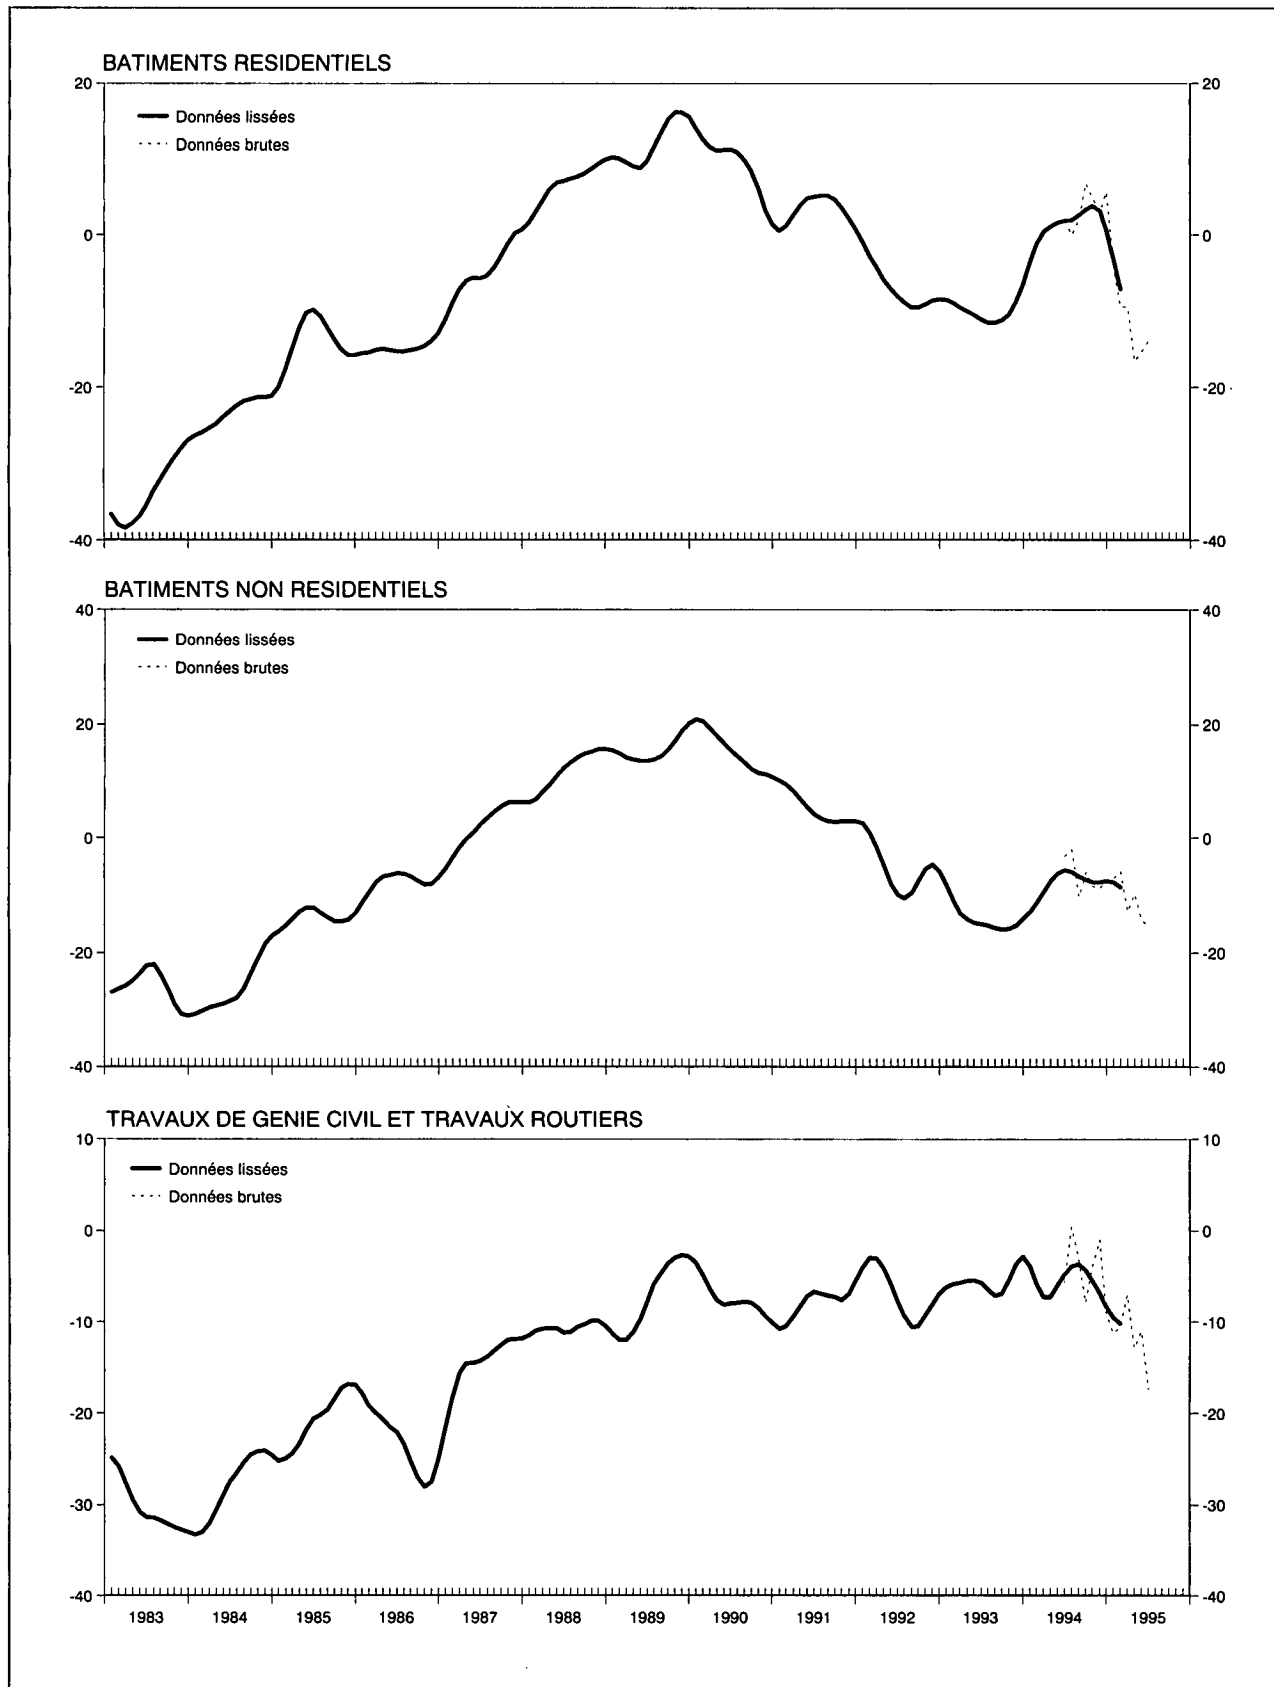 BATIMENTS RESIDENTIELS
20 20
Données lissées
Données brutes
0 0
-20 -20
-40 -40
BATIMENTS NON RESIDENTIELS
40 40
Données lissées
Données brutes
20 20
0 0
-20 -20
-40 -40
TRAVAUX DE GENIE CIVIL ET TRAVAUX ROUTIERS
10 10
Données lissées
Données brutes
0 0
-10 -10
-20 -20
-30 -30
-40 -40
1983 1984 1985 1986 1987 1988 1989 1990 1991 1992 1993 1994 1995